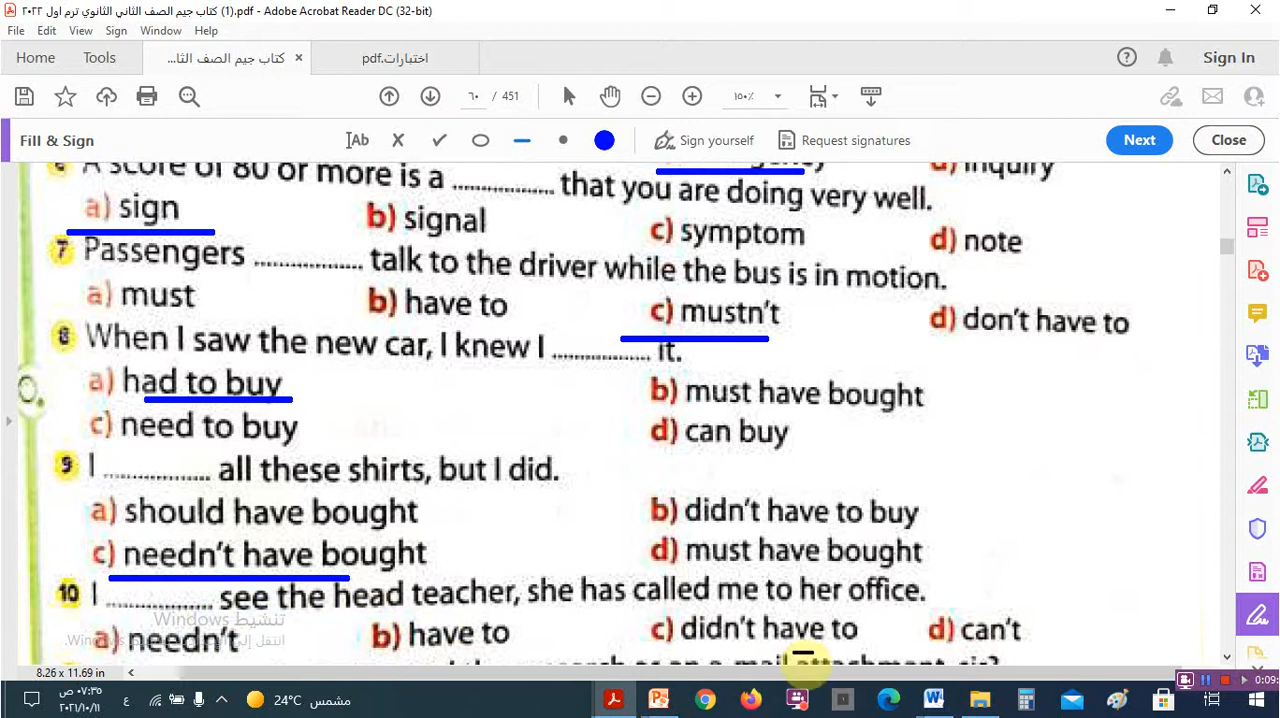 كتاب جيم الصف الثاني الثانوي ترم اول ٢٠٢٢ (1).pdf - Adobe Acrobat Reader DC (32-bit)
File Edit View Sign Window Help
Home Tools كتاب جيم الصف الثا... × اختبارات.pdf Sign In
٦٠ / 451 ١٥٠٪
Fill & Sign Ab Sign yourself Request signatures Next Close
6 A score of 80 or more is a ............... that you are doing very well. d) inquiry
a) sign b) signal c) symptom d) note
7 Passengers ............... talk to the driver while the bus is in motion.
a) must b) have to c) mustn't d) don't have to
8 When I saw the new car, I knew I ............... it.
a) had to buy b) must have bought
c) need to buy d) can buy
9 I ............... all these shirts, but I did.
a) should have bought b) didn't have to buy
c) needn't have bought d) must have bought
10 I ............... see the head teacher, she has called me to her office.
تنشيط Windows
a) needn't b) have to c) didn't have to d) can't
e-mail attachment, sir?
8.26 x 11.69 in
0:09:
٠٧:٣٥ ص
٢٠٢١/١٠/١١
ع
24°C مشمس